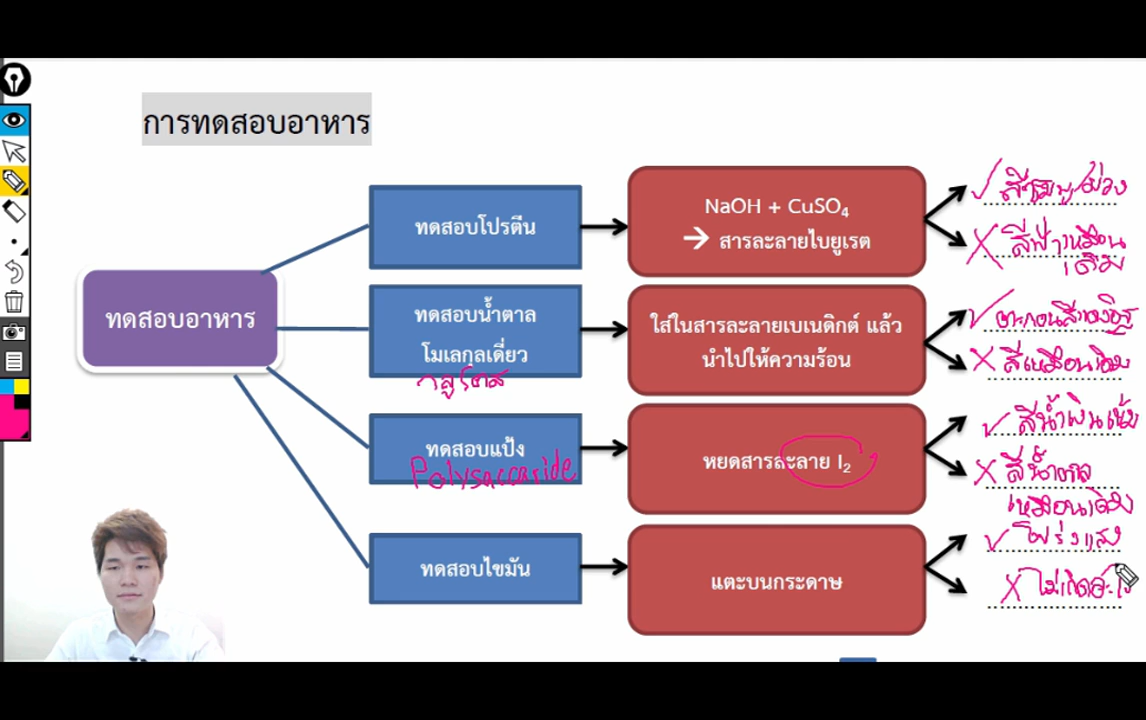 การทดสอบอาหาร
ทดสอบอาหาร
ทดสอบโปรตีน
NaOH + CuSO₄
→ สารละลายไบยูเรต
✓ สีชมพู/ม่วง
X สีฟ้าเหมือน
เดิม
ทดสอบน้ำตาล
โมเลกุลเดี่ยว
กลูโคส
ใส่ในสารละลายเบเนดิกต์ แล้ว
นำไปให้ความร้อน
✓ ตะกอนสีแดงอิฐ
X สีเหมือนเดิม
ทดสอบแป้ง
Polysaccaride
หยดสารละลาย I₂
✓ สีน้ำเงินเข้ม
X สีน้ำตาล
เหมือนเดิม
ทดสอบไขมัน
แตะบนกระดาษ
✓ โปร่งแสง
X ไม่เกิดอะไร